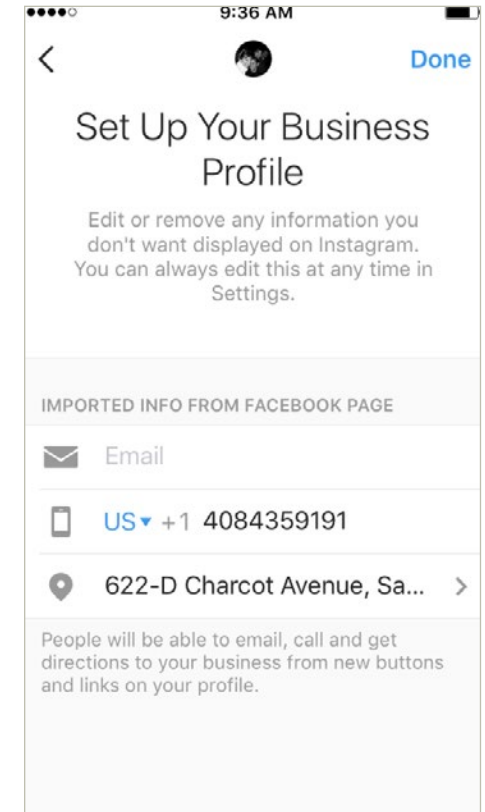 9:36 AM
Done
Set Up Your Business
Profile
Edit or remove any information you
don't want displayed on Instagram.
You can always edit this at any time in
Settings.
IMPORTED INFO FROM FACEBOOK PAGE
Email
US +1 4084359191
622-D Charcot Avenue, Sa...
People will be able to email, call and get
directions to your business from new buttons
and links on your profile.